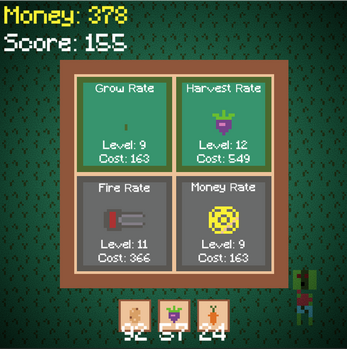 Money: 378
Score: 155
Grow Rate
Level: 9
Cost: 163
Harvest Rate
Level: 12
Cost: 549
Fire Rate
Level: 11
Cost: 366
Money Rate
Level: 9
Cost: 163
92 57 24